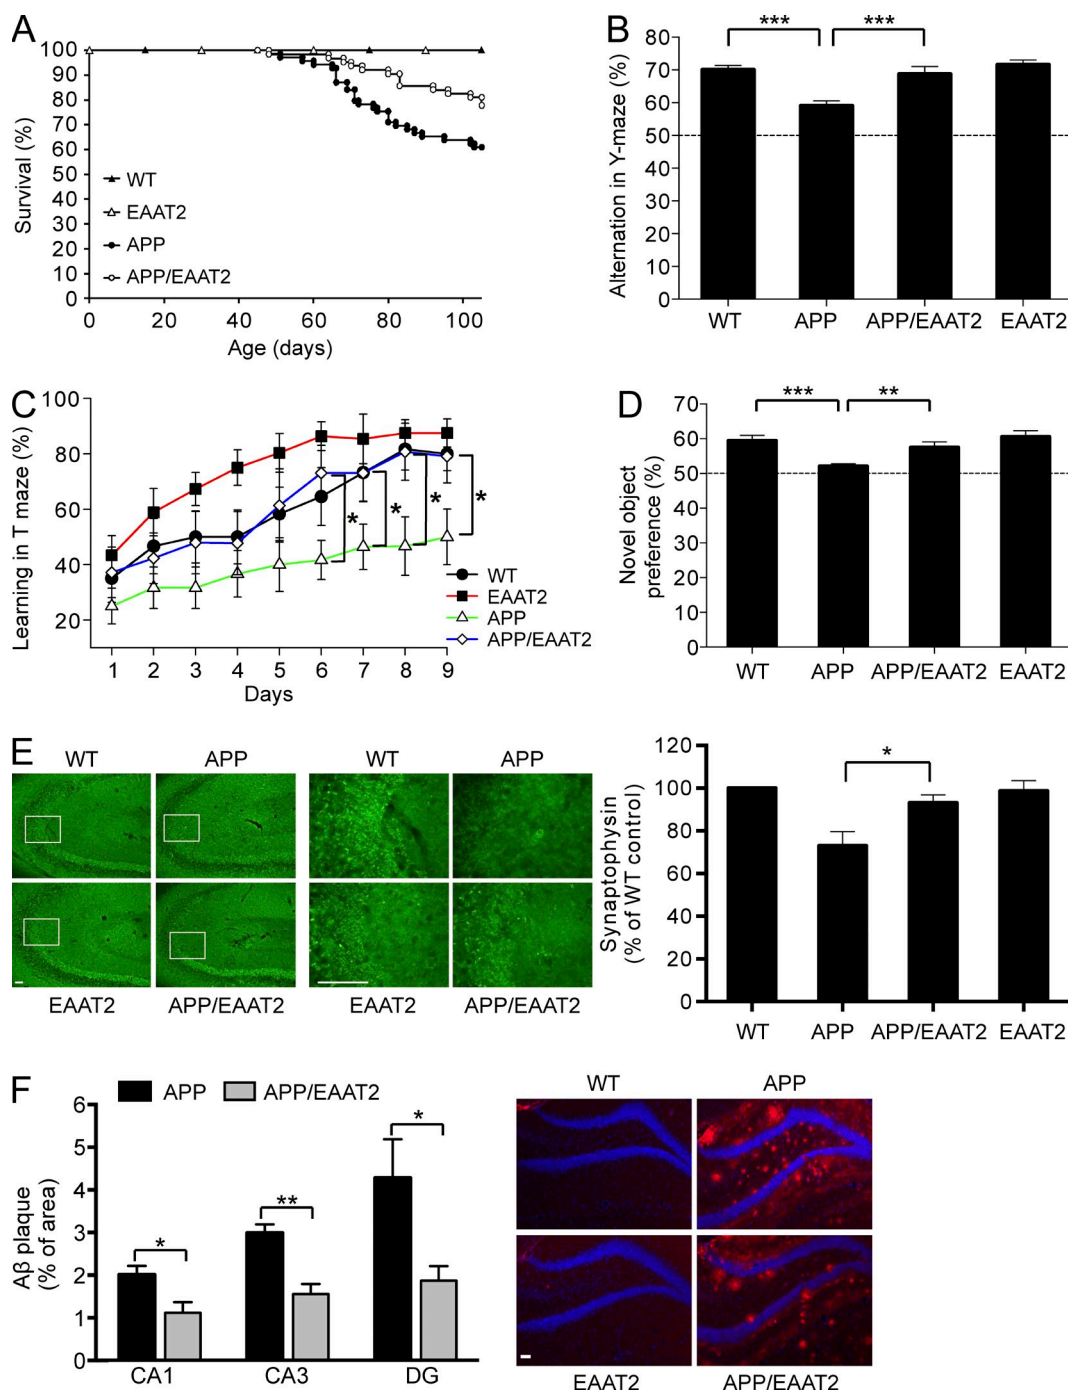 A
100
90
80
70
60
50
40
30
20
10
0
Survival (%)
WT
EAAT2
APP
APP/EAAT2
0 20 40 60 80 100
Age (days)
B
*** ***
80
70
60
50
40
30
20
10
0
Alternation in Y-maze (%)
WT APP APP/EAAT2 EAAT2
C
100
80
60
40
20
Learning in T maze (%)
* * * *
WT
EAAT2
APP
APP/EAAT2
1 2 3 4 5 6 7 8 9
Days
D
*** **
70
60
50
40
30
20
10
0
Novel object
preference (%)
WT APP APP/EAAT2 EAAT2
E
WT APP WT APP
EAAT2 APP/EAAT2 EAAT2 APP/EAAT2
*
120
100
80
60
40
20
0
Synaptophysin
(% of WT control)
WT APP APP/EAAT2 EAAT2
F
APP APP/EAAT2
6
5
4
3
2
1
0
Aβ plaque
(% of area)
* ** *
CA1 CA3 DG
WT APP
EAAT2 APP/EAAT2